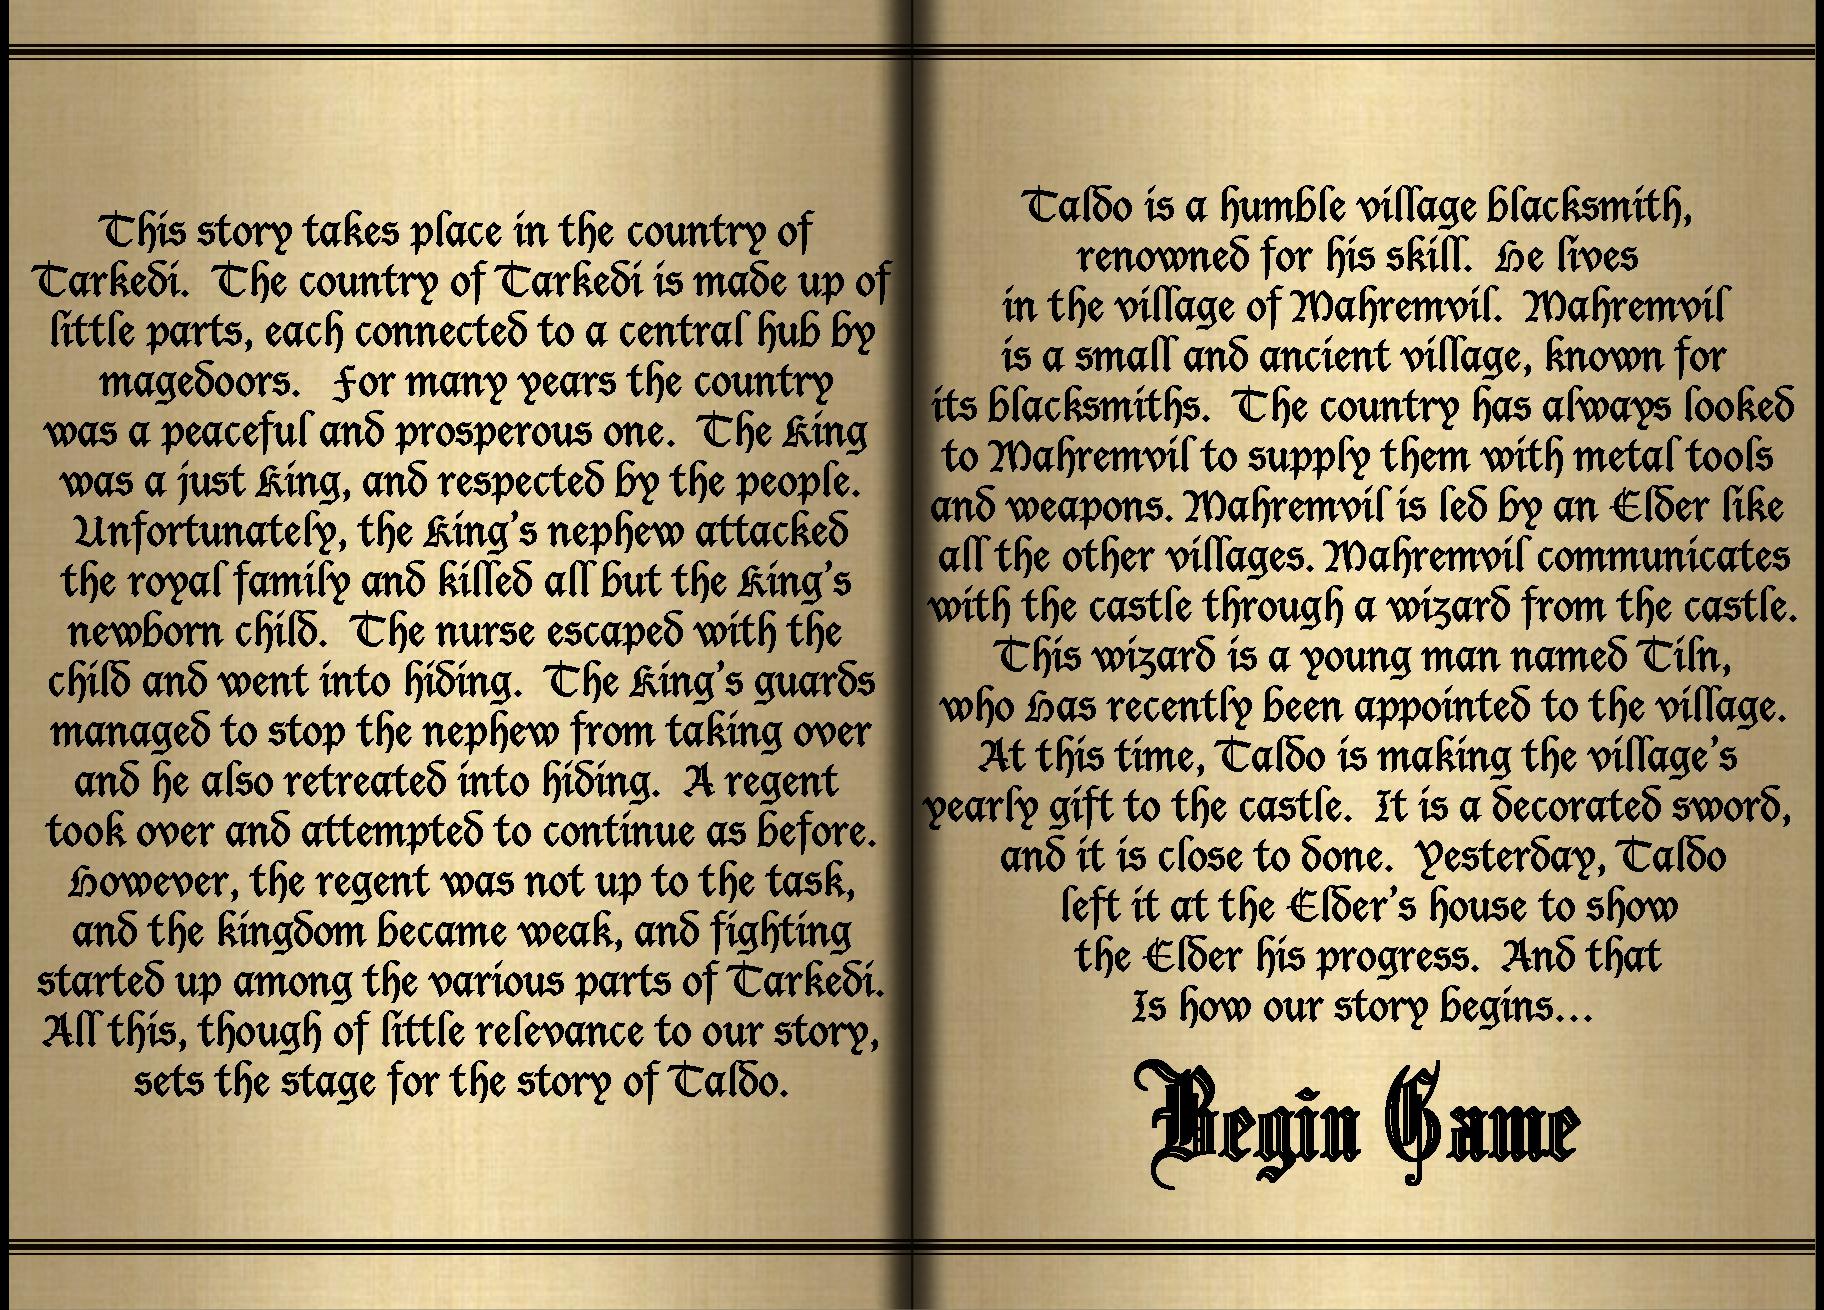 This story takes place in the country of
Tarkedi.  The country of Tarkedi is made up of
little parts, each connected to a central hub by
magedoors.   For many years the country
was a peaceful and prosperous one.  The King
was a just King, and respected by the people.
Unfortunately, the King's nephew attacked
the royal family and killed all but the King's
newborn child.  The nurse escaped with the
child and went into hiding.  The King's guards
managed to stop the nephew from taking over
and he also retreated into hiding.  A regent
took over and attempted to continue as before.
However, the regent was not up to the task,
and the kingdom became weak, and fighting
started up among the various parts of Tarkedi.
All this, though of little relevance to our story,
sets the stage for the story of Taldo.
Taldo is a humble village blacksmith,
renowned for his skill.  He lives
in the village of Mahremvil.  Mahremvil
is a small and ancient village, known for
its blacksmiths.  The country has always looked
to Mahremvil to supply them with metal tools
and weapons. Mahremvil is led by an Elder like
all the other villages. Mahremvil communicates
with the castle through a wizard from the castle.
This wizard is a young man named Tiln,
who Has recently been appointed to the village.
At this time, Taldo is making the village's
yearly gift to the castle.  It is a decorated sword,
and it is close to done.  Yesterday, Taldo
left it at the Elder's house to show
the Elder his progress.  And that
Is how our story begins...
Begin Game